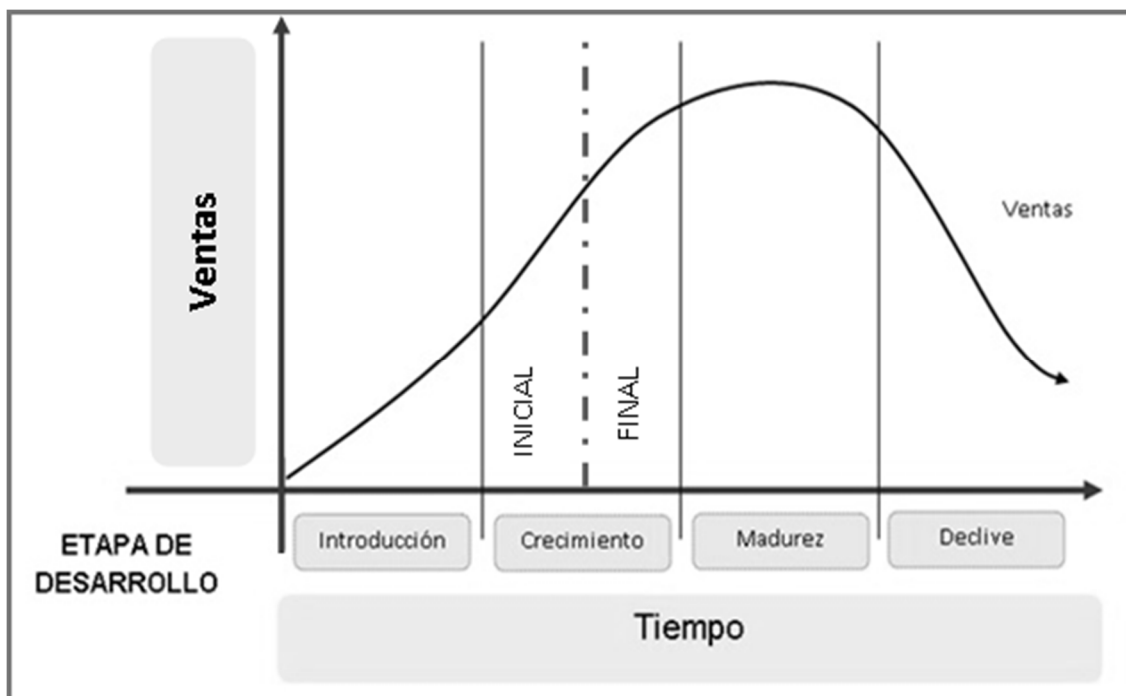 Ventas
Ventas
INICIAL
FINAL
ETAPA DE
DESARROLLO
Introducción
Crecimiento
Madurez
Declive
Tiempo